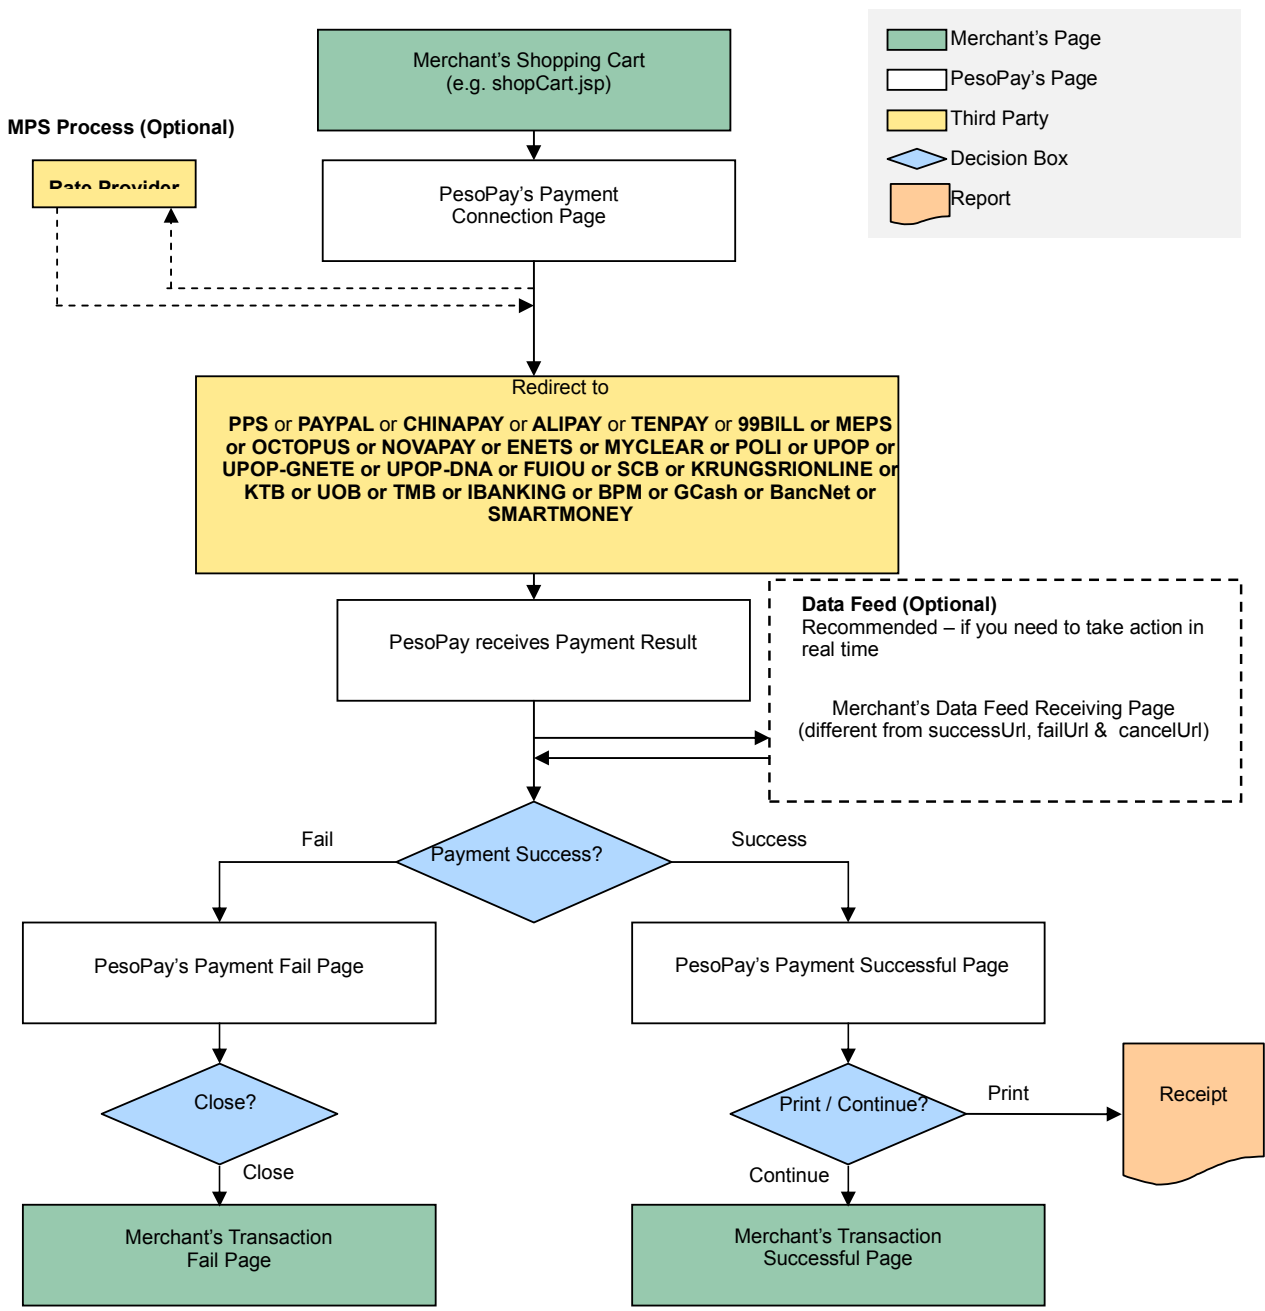 Merchant's Shopping Cart
(e.g. shopCart.jsp)
Merchant's Page
PesoPay's Page
Third Party
Decision Box
Report
MPS Process (Optional)
Rate Provider
PesoPay's Payment
Connection Page
Redirect to
PPS or PAYPAL or CHINAPAY or ALIPAY or TENPAY or 99BILL or MEPS
or OCTOPUS or NOVAPAY or ENETS or MYCLEAR or POLI or UPOP or
UPOP-GNETE or UPOP-DNA or FUIOU or SCB or KRUNGSRIONLINE or
KTB or UOB or TMB or IBANKING or BPM or GCash or BancNet or
SMARTMONEY
PesoPay receives Payment Result
Data Feed (Optional)
Recommended – if you need to take action in
real time
Merchant's Data Feed Receiving Page
(different from successUrl, failUrl &  cancelUrl)
Payment Success?
Fail
Success
PesoPay's Payment Fail Page
PesoPay's Payment Successful Page
Close?
Close
Print / Continue?
Print
Continue
Receipt
Merchant's Transaction
Fail Page
Merchant's Transaction
Successful Page